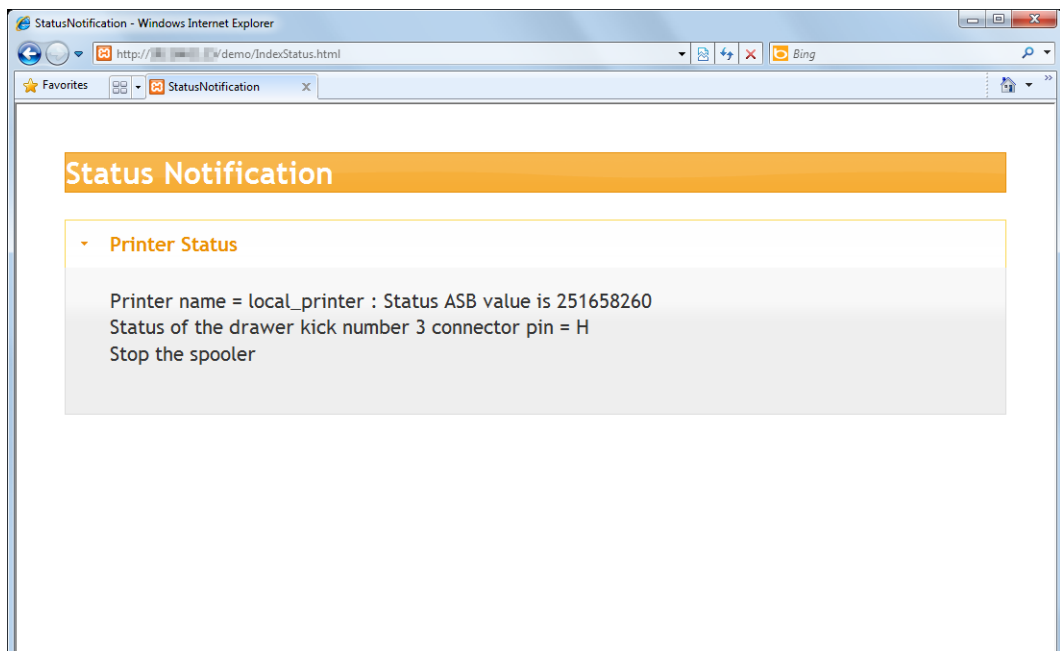 StatusNotification - Windows Internet Explorer
http:// /demo/IndexStatus.html
Bing
Favorites
StatusNotification
Status Notification
Printer Status
Printer name = local_printer : Status ASB value is 251658260
Status of the drawer kick number 3 connector pin = H
Stop the spooler